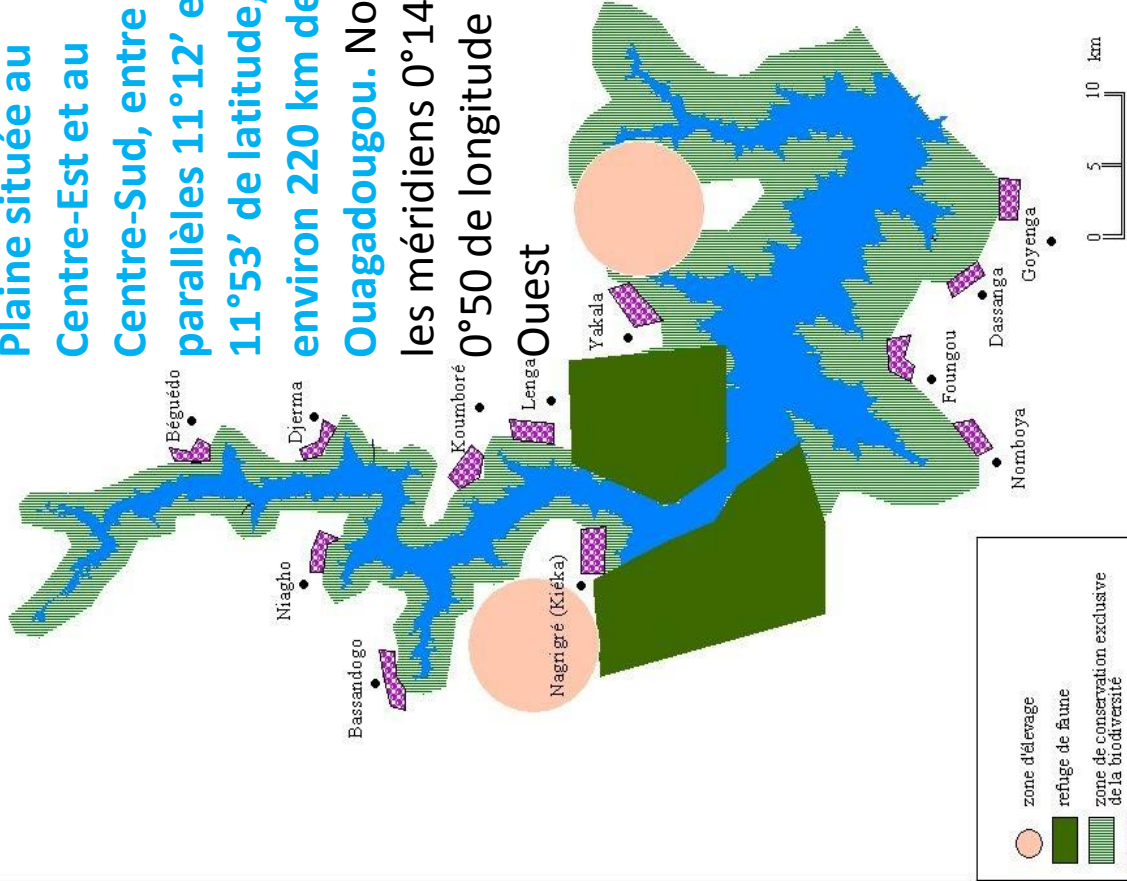 Plaine située au
Centre-Est et au
Centre-Sud, entre
parallèles 11°12’ e
11°53’ de latitude,
environ 220 km de
Ouagadougou. No
les méridiens 0°14
0°50 de longitude
Ouest
Béguédo
Djerma
Koumboré
Lenga
Yakala
Niagho
Bassandogo
Nagrigré (Kiéka)
Goyenga
Dassanga
Foungou
Nomboya
0 5 10 km
zone d'élevage
refuge de faune
zone de conservation exclusive
de la biodiversité